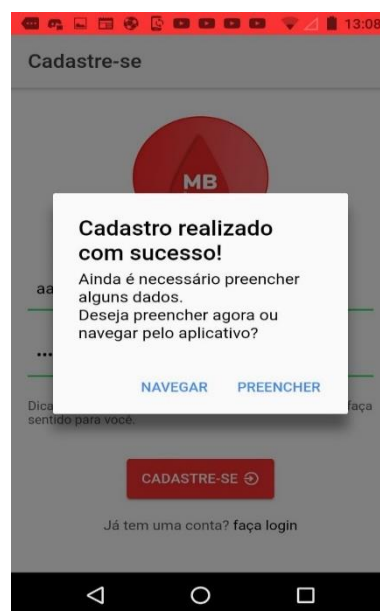 13:08
Cadastre-se
MB
Cadastro realizado
com sucesso!
Ainda é necessário preencher
alguns dados.
Deseja preencher agora ou
navegar pelo aplicativo?
NAVEGAR PREENCHER
aa
Dica faça
sentido para você.
CADASTRE-SE
Já tem uma conta? faça login